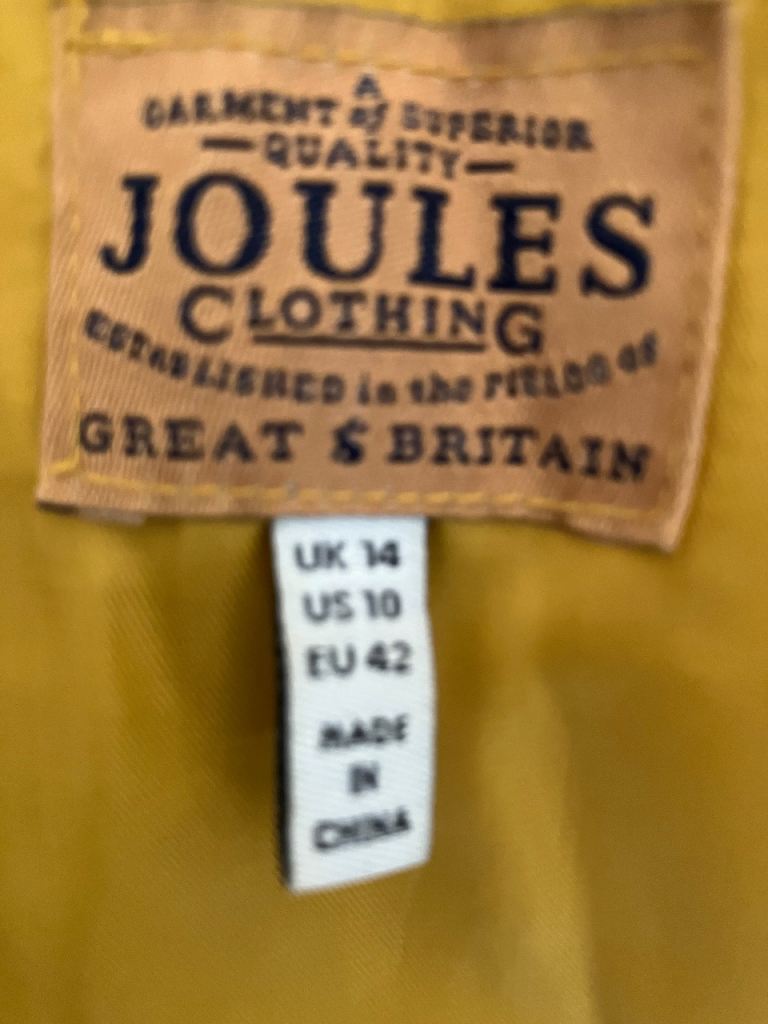 A
GARMENT of SUPERIOR
QUALITY
JOULES
CLOTHING
ESTABLISHED in the FIELDS of
GREAT & BRITAIN
UK 14
US 10
EU 42
MADE
IN
CHINA